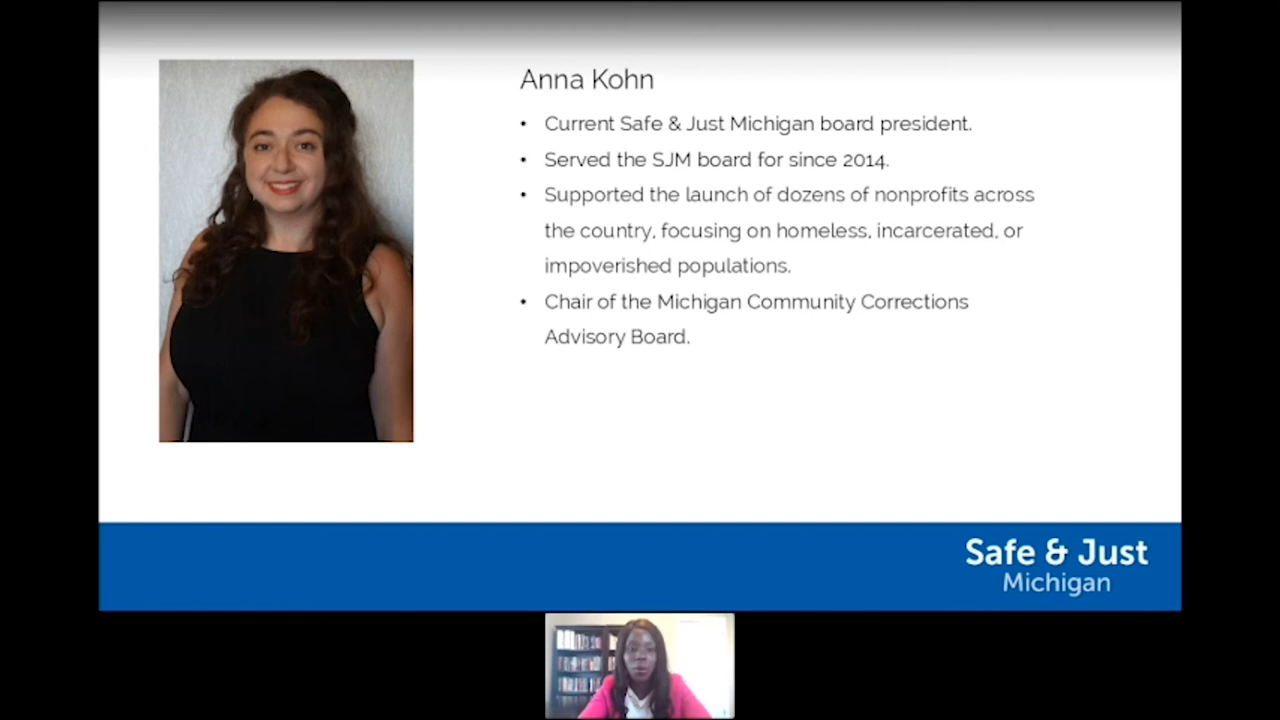 Anna Kohn
• Current Safe & Just Michigan board president.
• Served the SJM board for since 2014.
• Supported the launch of dozens of nonprofits across
the country, focusing on homeless, incarcerated, or
impoverished populations.
• Chair of the Michigan Community Corrections
Advisory Board.
Safe & Just
Michigan